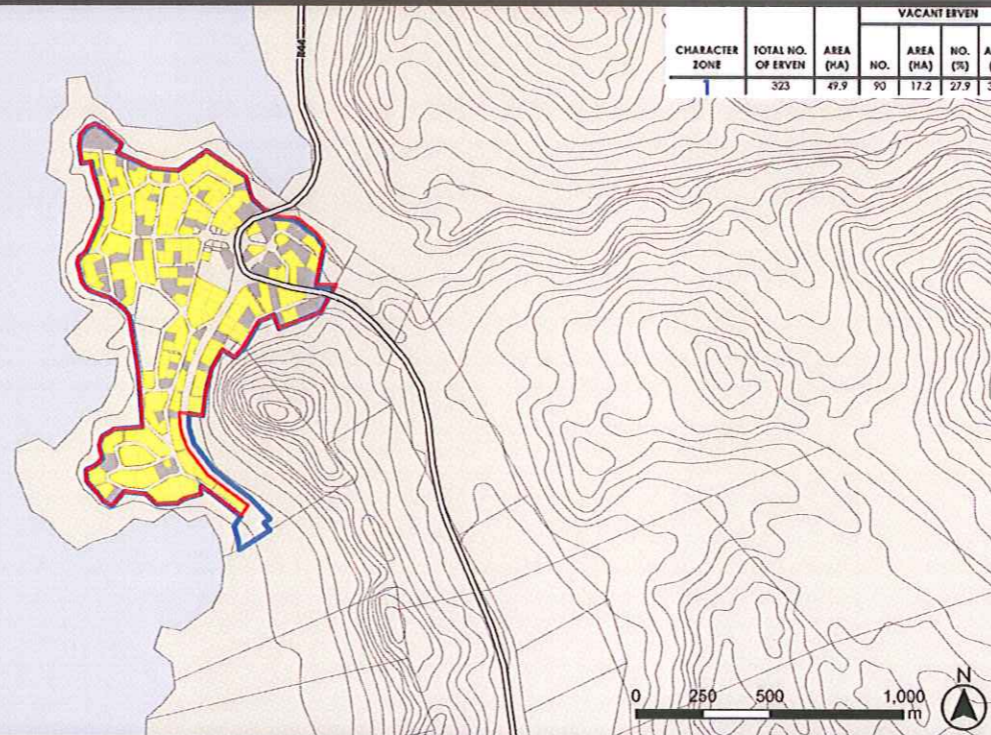 VACANT ERVEN
CHARACTER ZONE TOTAL NO. OF ERVEN AREA (HA) NO. AREA (HA) NO. (%)
1 323 49.9 90 17.2 27.9 3
R44
N
0 250 500 1,000
m